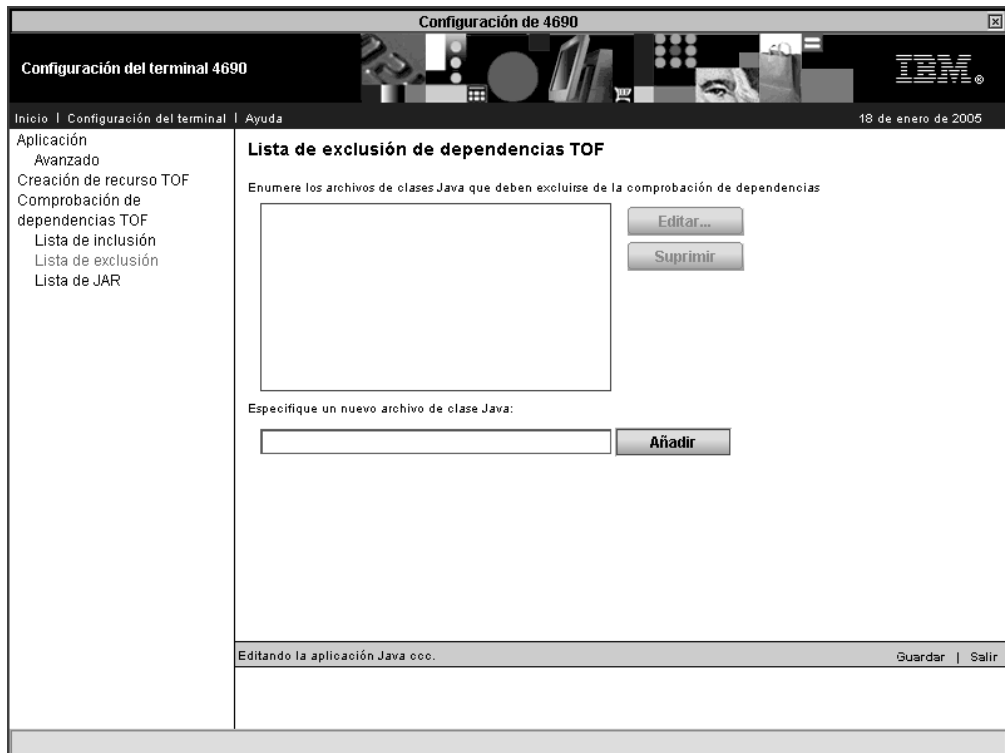 Configuración de 4690
Configuración del terminal 4690
IBM®
Inicio | Configuración del terminal | Ayuda
18 de enero de 2005
Aplicación
Avanzado
Creación de recurso TOF
Comprobación de
dependencias TOF
Lista de inclusión
Lista de exclusión
Lista de JAR
Lista de exclusión de dependencias TOF
Enumere los archivos de clases Java que deben excluirse de la comprobación de dependencias
Editar...
Suprimir
Especifique un nuevo archivo de clase Java:
Añadir
Editando la aplicación Java ccc.
Guardar | Salir